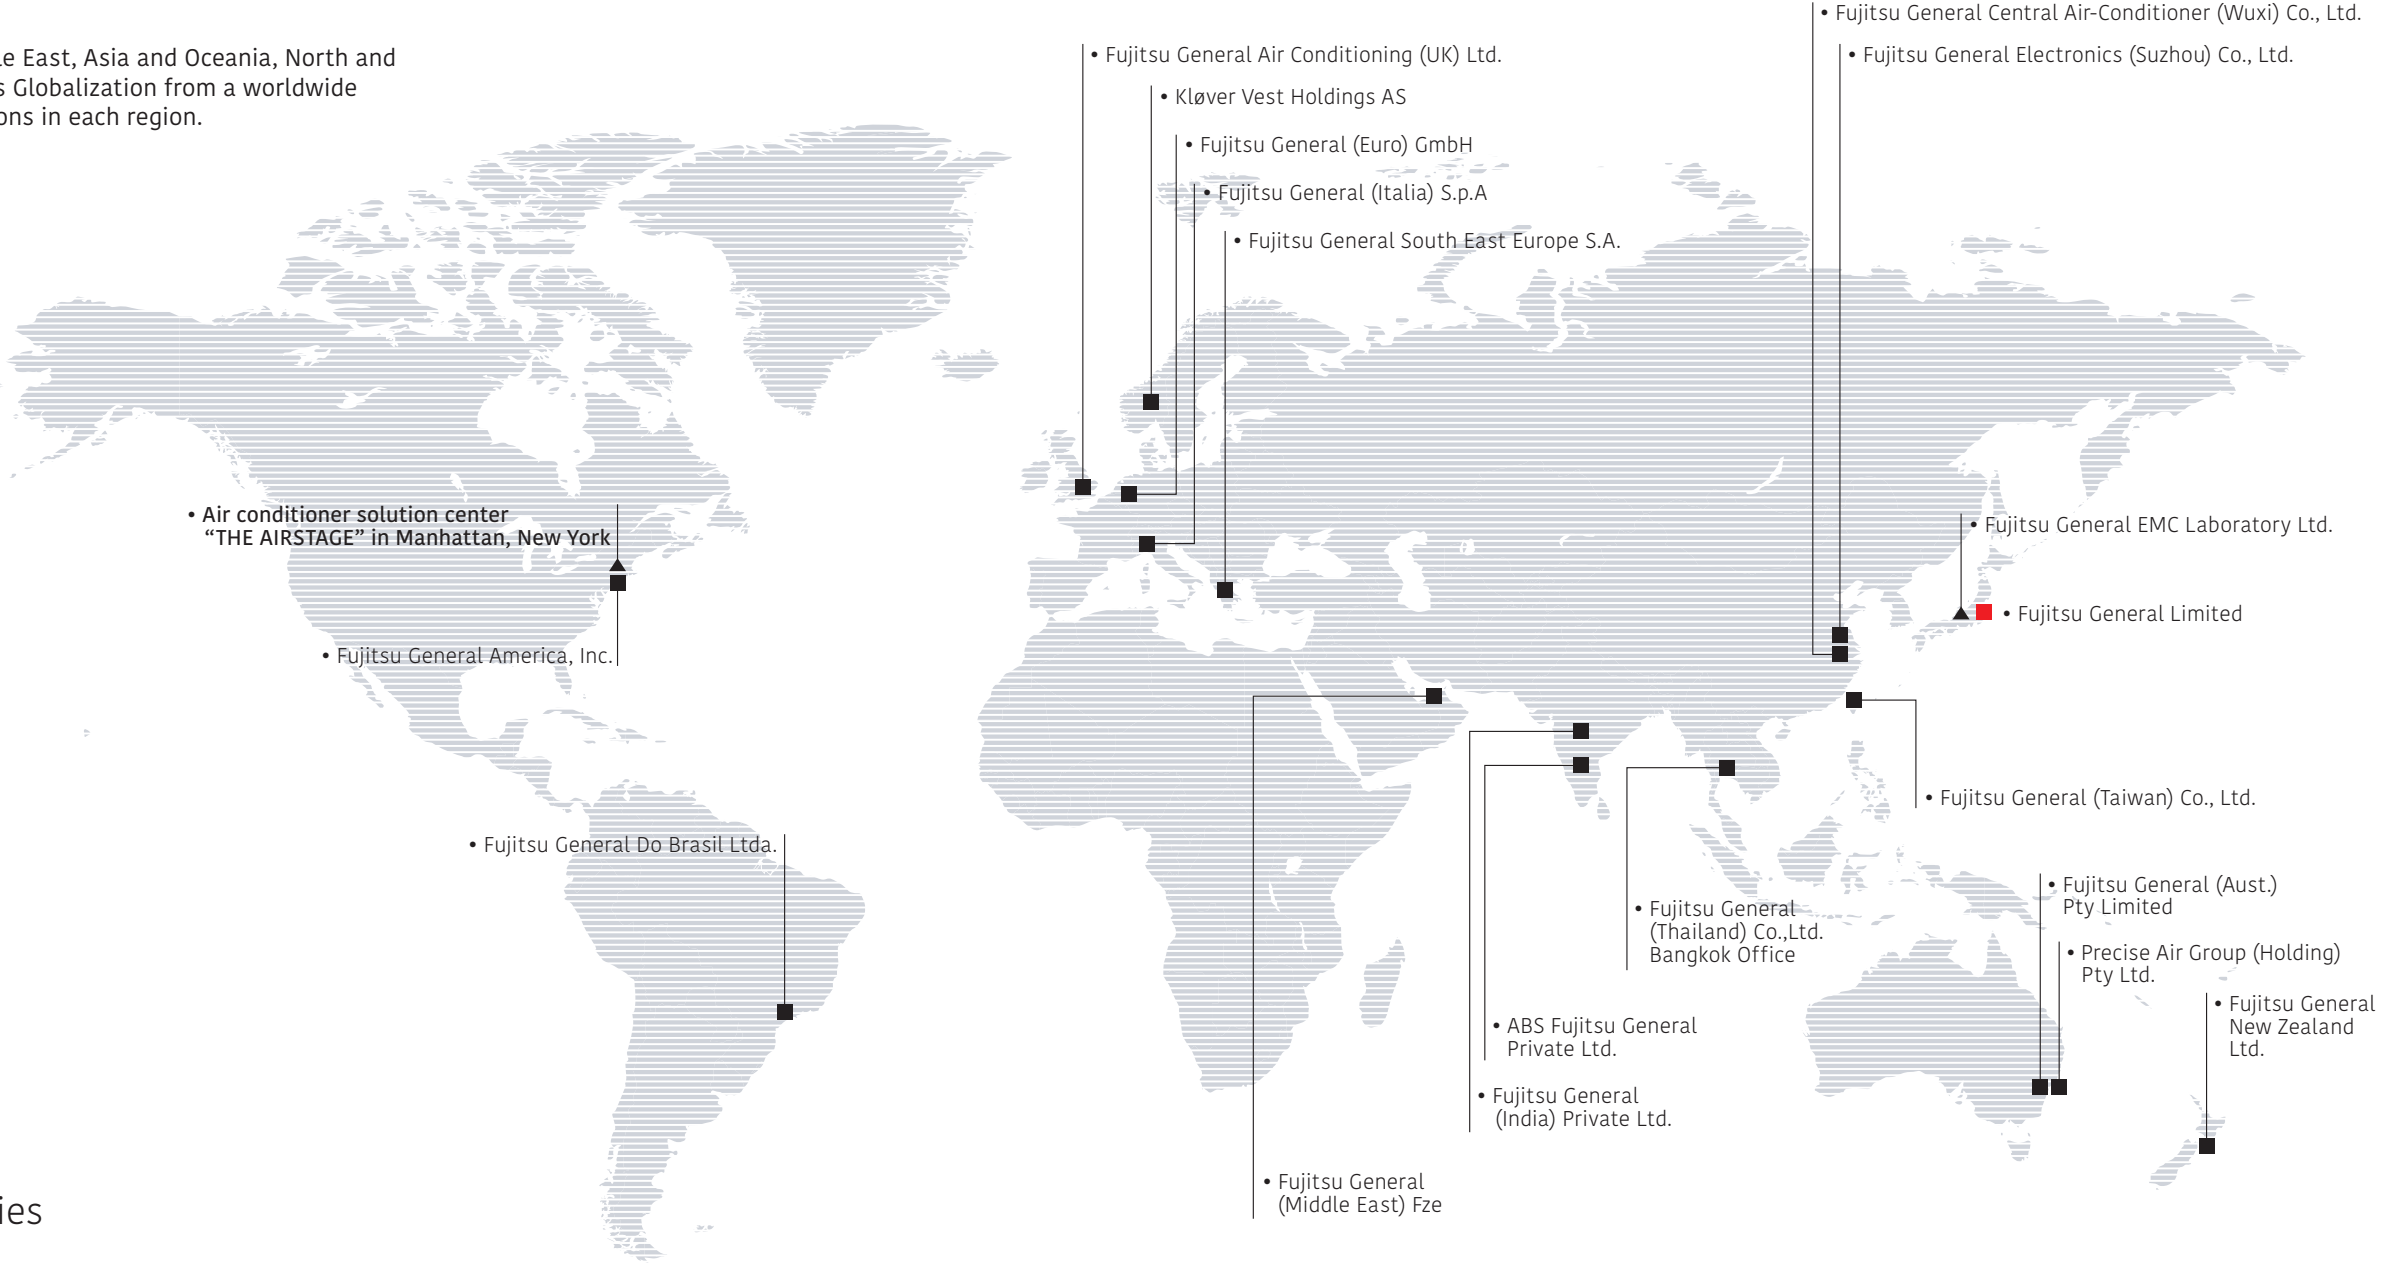 le East, Asia and Oceania, North and
s Globalization from a worldwide
ons in each region.
• Fujitsu General Central Air-Conditioner (Wuxi) Co., Ltd.
• Fujitsu General Air Conditioning (UK) Ltd.
• Fujitsu General Electronics (Suzhou) Co., Ltd.
• Kløver Vest Holdings AS
• Fujitsu General (Euro) GmbH
• Fujitsu General (Italia) S.p.A
• Fujitsu General South East Europe S.A.
• Air conditioner solution center
“THE AIRSTAGE” in Manhattan, New York
• Fujitsu General EMC Laboratory Ltd.
• Fujitsu General Limited
• Fujitsu General America, Inc.
• Fujitsu General (Taiwan) Co., Ltd.
• Fujitsu General Do Brasil Ltda.
• Fujitsu General (Aust.)
Pty Limited
• Fujitsu General
(Thailand) Co.,Ltd.
Bangkok Office
• Precise Air Group (Holding)
Pty Ltd.
• Fujitsu General
New Zealand
Ltd.
• ABS Fujitsu General
Private Ltd.
• Fujitsu General
(India) Private Ltd.
• Fujitsu General
(Middle East) Fze
ies